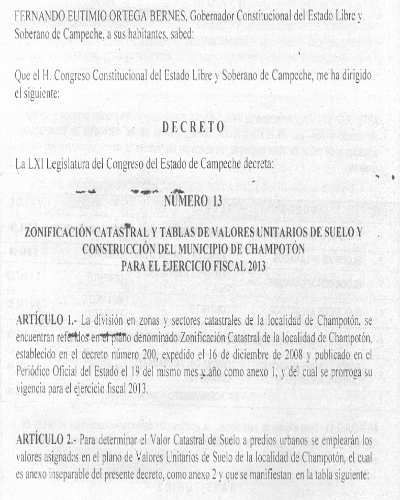 FERNANDO EUTIMIO ORTEGA BERNES, Gobernador Constitucional del Estado Libre y
Soberano de Campeche, a sus habitantes, sabed:
Que el H. Congreso Constitucional del Estado Libre y Soberano de Campeche, me ha dirigido
el siguiente:
D E C R E T O
La LXI Legislatura del Congreso del Estado de Campeche decreta:
NÚMERO 13
ZONIFICACIÓN CATASTRAL Y TABLAS DE VALORES UNITARIOS DE SUELO Y
CONSTRUCCIÓN DEL MUNICIPIO DE CHAMPOTÓN
PARA EL EJERCICIO FISCAL 2013
ARTÍCULO 1.- La división en zonas y sectores catastrales de la localidad de Champotón, se
encuentran referidos en el plano denominado Zonificación Catastral de la localidad de Champotón,
establecido en el decreto número 200, expedido el 16 de diciembre de 2008 y publicado en el
Periódico Oficial del Estado el 19 del mismo mes y año como anexo 1, y del cual se prorroga su
vigencia para el ejercicio fiscal 2013.
ARTÍCULO 2.- Para determinar el Valor Catastral de Suelo a predios urbanos se emplearán los
valores asignados en el plano de Valores Unitarios de Suelo de la localidad de Champotón, el cual
es anexo inseparable del presente decreto, como anexo 2 y que se manifiestan en la tabla siguiente: